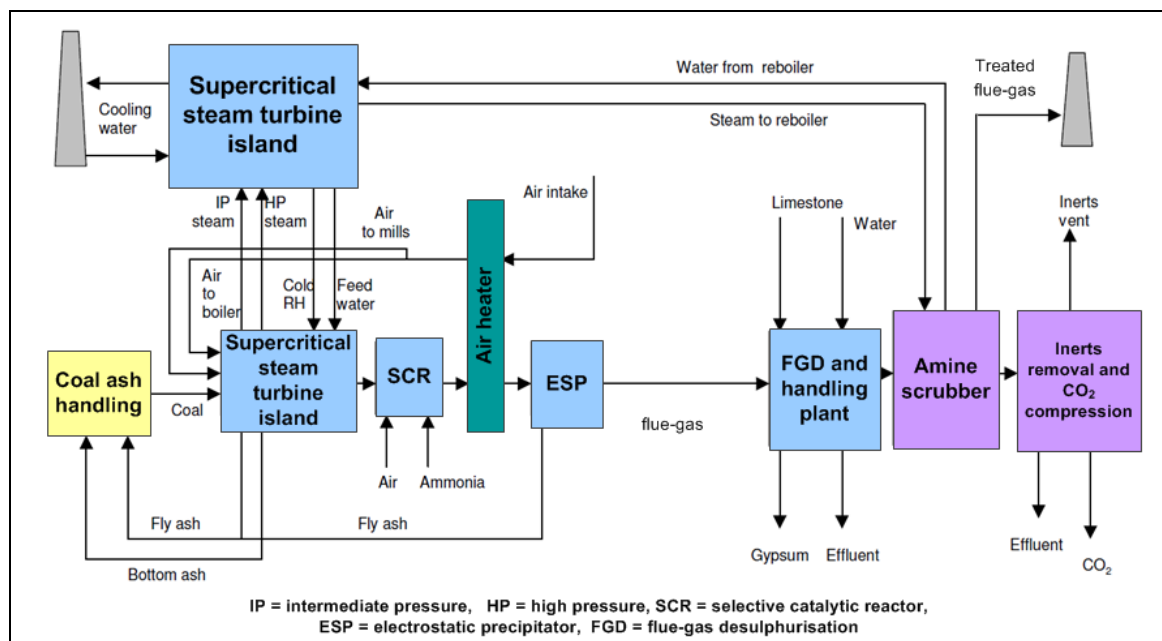 Supercritical
steam turbine
island
Cooling
water
Water from reboiler
Steam to reboiler
Treated
flue-gas
IP
steam
HP
steam
Air
to mills
Air intake
Limestone
Water
Inerts
vent
Air
to
boiler
Cold
RH
Feed
water
Air heater
Coal ash
handling
Coal
Supercritical
steam
turbine
island
SCR
ESP
flue-gas
FGD and
handling
plant
Amine
scrubber
Inerts
removal and
CO₂
compression
Air
Ammonia
Fly ash
Fly ash
Bottom ash
Gypsum
Effluent
Effluent
CO₂
IP = intermediate pressure, HP = high pressure, SCR = selective catalytic reactor,
ESP = electrostatic precipitator, FGD = flue-gas desulphurisation